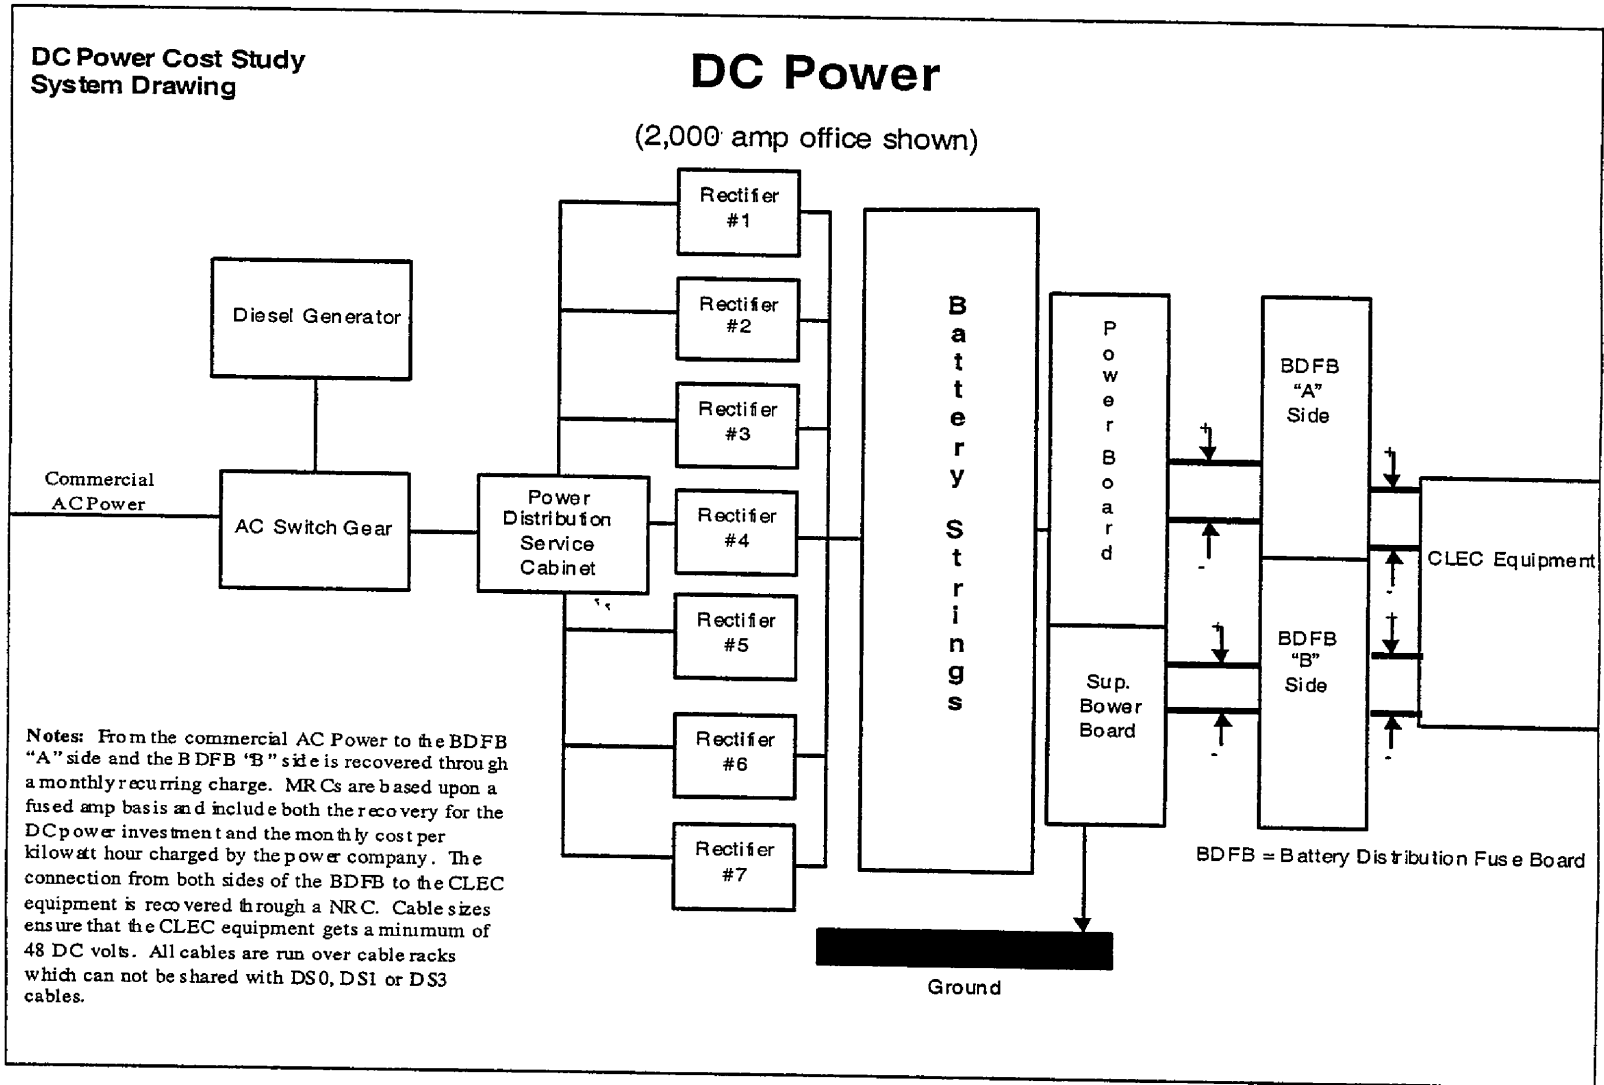 DC Power Cost Study
System Drawing
DC Power
(2,000 amp office shown)
Rectifier
#1
Rectifier
#2
Rectifier
#3
Rectifier
#4
Rectifier
#5
Rectifier
#6
Rectifier
#7
Diesel Generator
Commercial
AC Power
AC Switch Gear
Power
Distribution
Service
Cabinet
Battery Strings
Power Board
Sup.
Bower
Board
+
-
+
-
BDFB
“A”
Side
BDFB
“B”
Side
+
-
+
-
CLEC Equipment
BDFB = Battery Distribution Fuse Board
Ground
Notes: From the commercial AC Power to the BDFB
“A” side and the BDFB “B” side is recovered through
a monthly recurring charge. MRCs are based upon a
fused amp basis and include both the recovery for the
DC power investment and the monthly cost per
kilowatt hour charged by the power company. The
connection from both sides of the BDFB to the CLEC
equipment is recovered through a NRC. Cable sizes
ensure that the CLEC equipment gets a minimum of
48 DC volts. All cables are run over cable racks
which can not be shared with DS0, DS1 or DS3
cables.